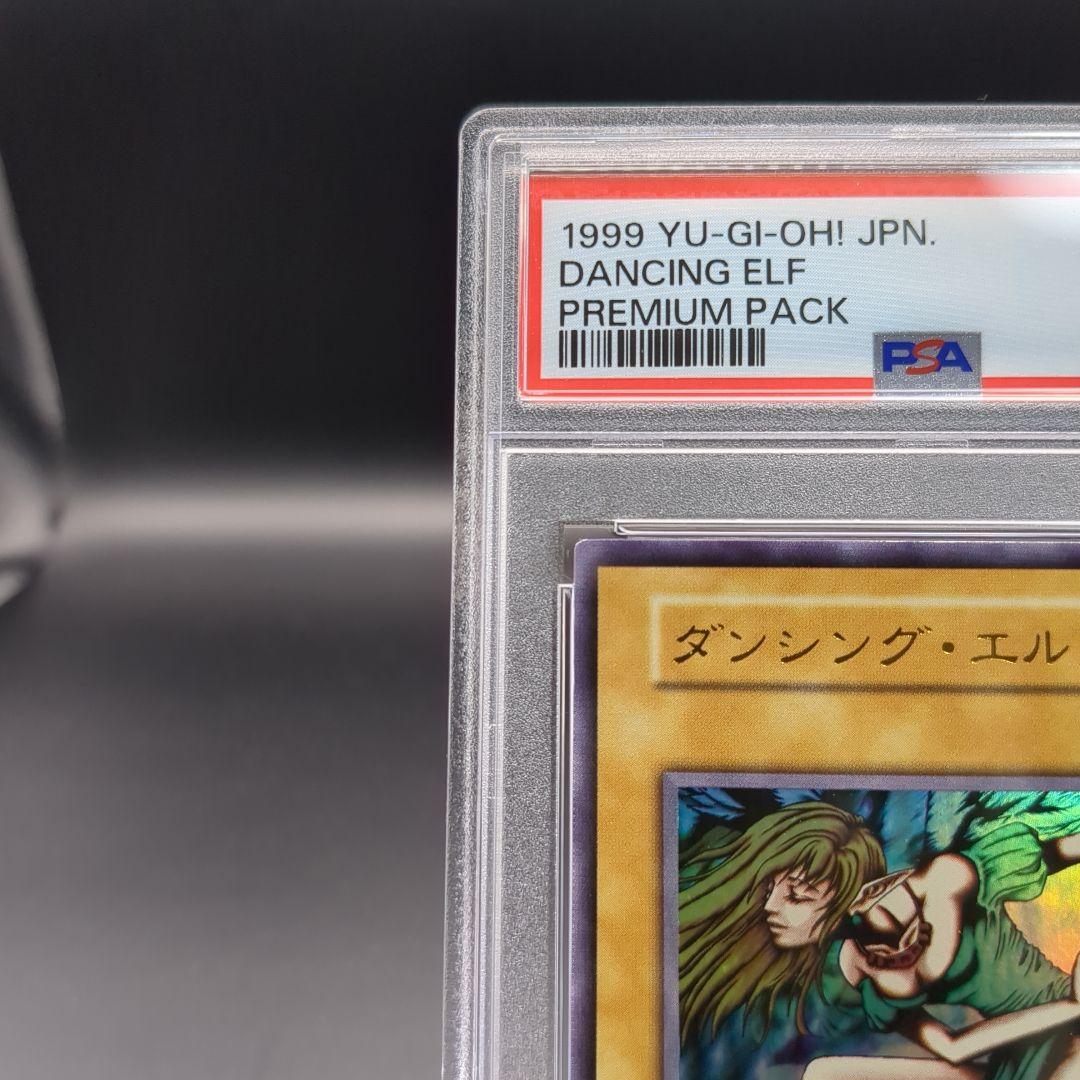 1999 YU-GI-OH! JPN.
DANCING ELF
PREMIUM PACK
PSA
ダンシング・エル